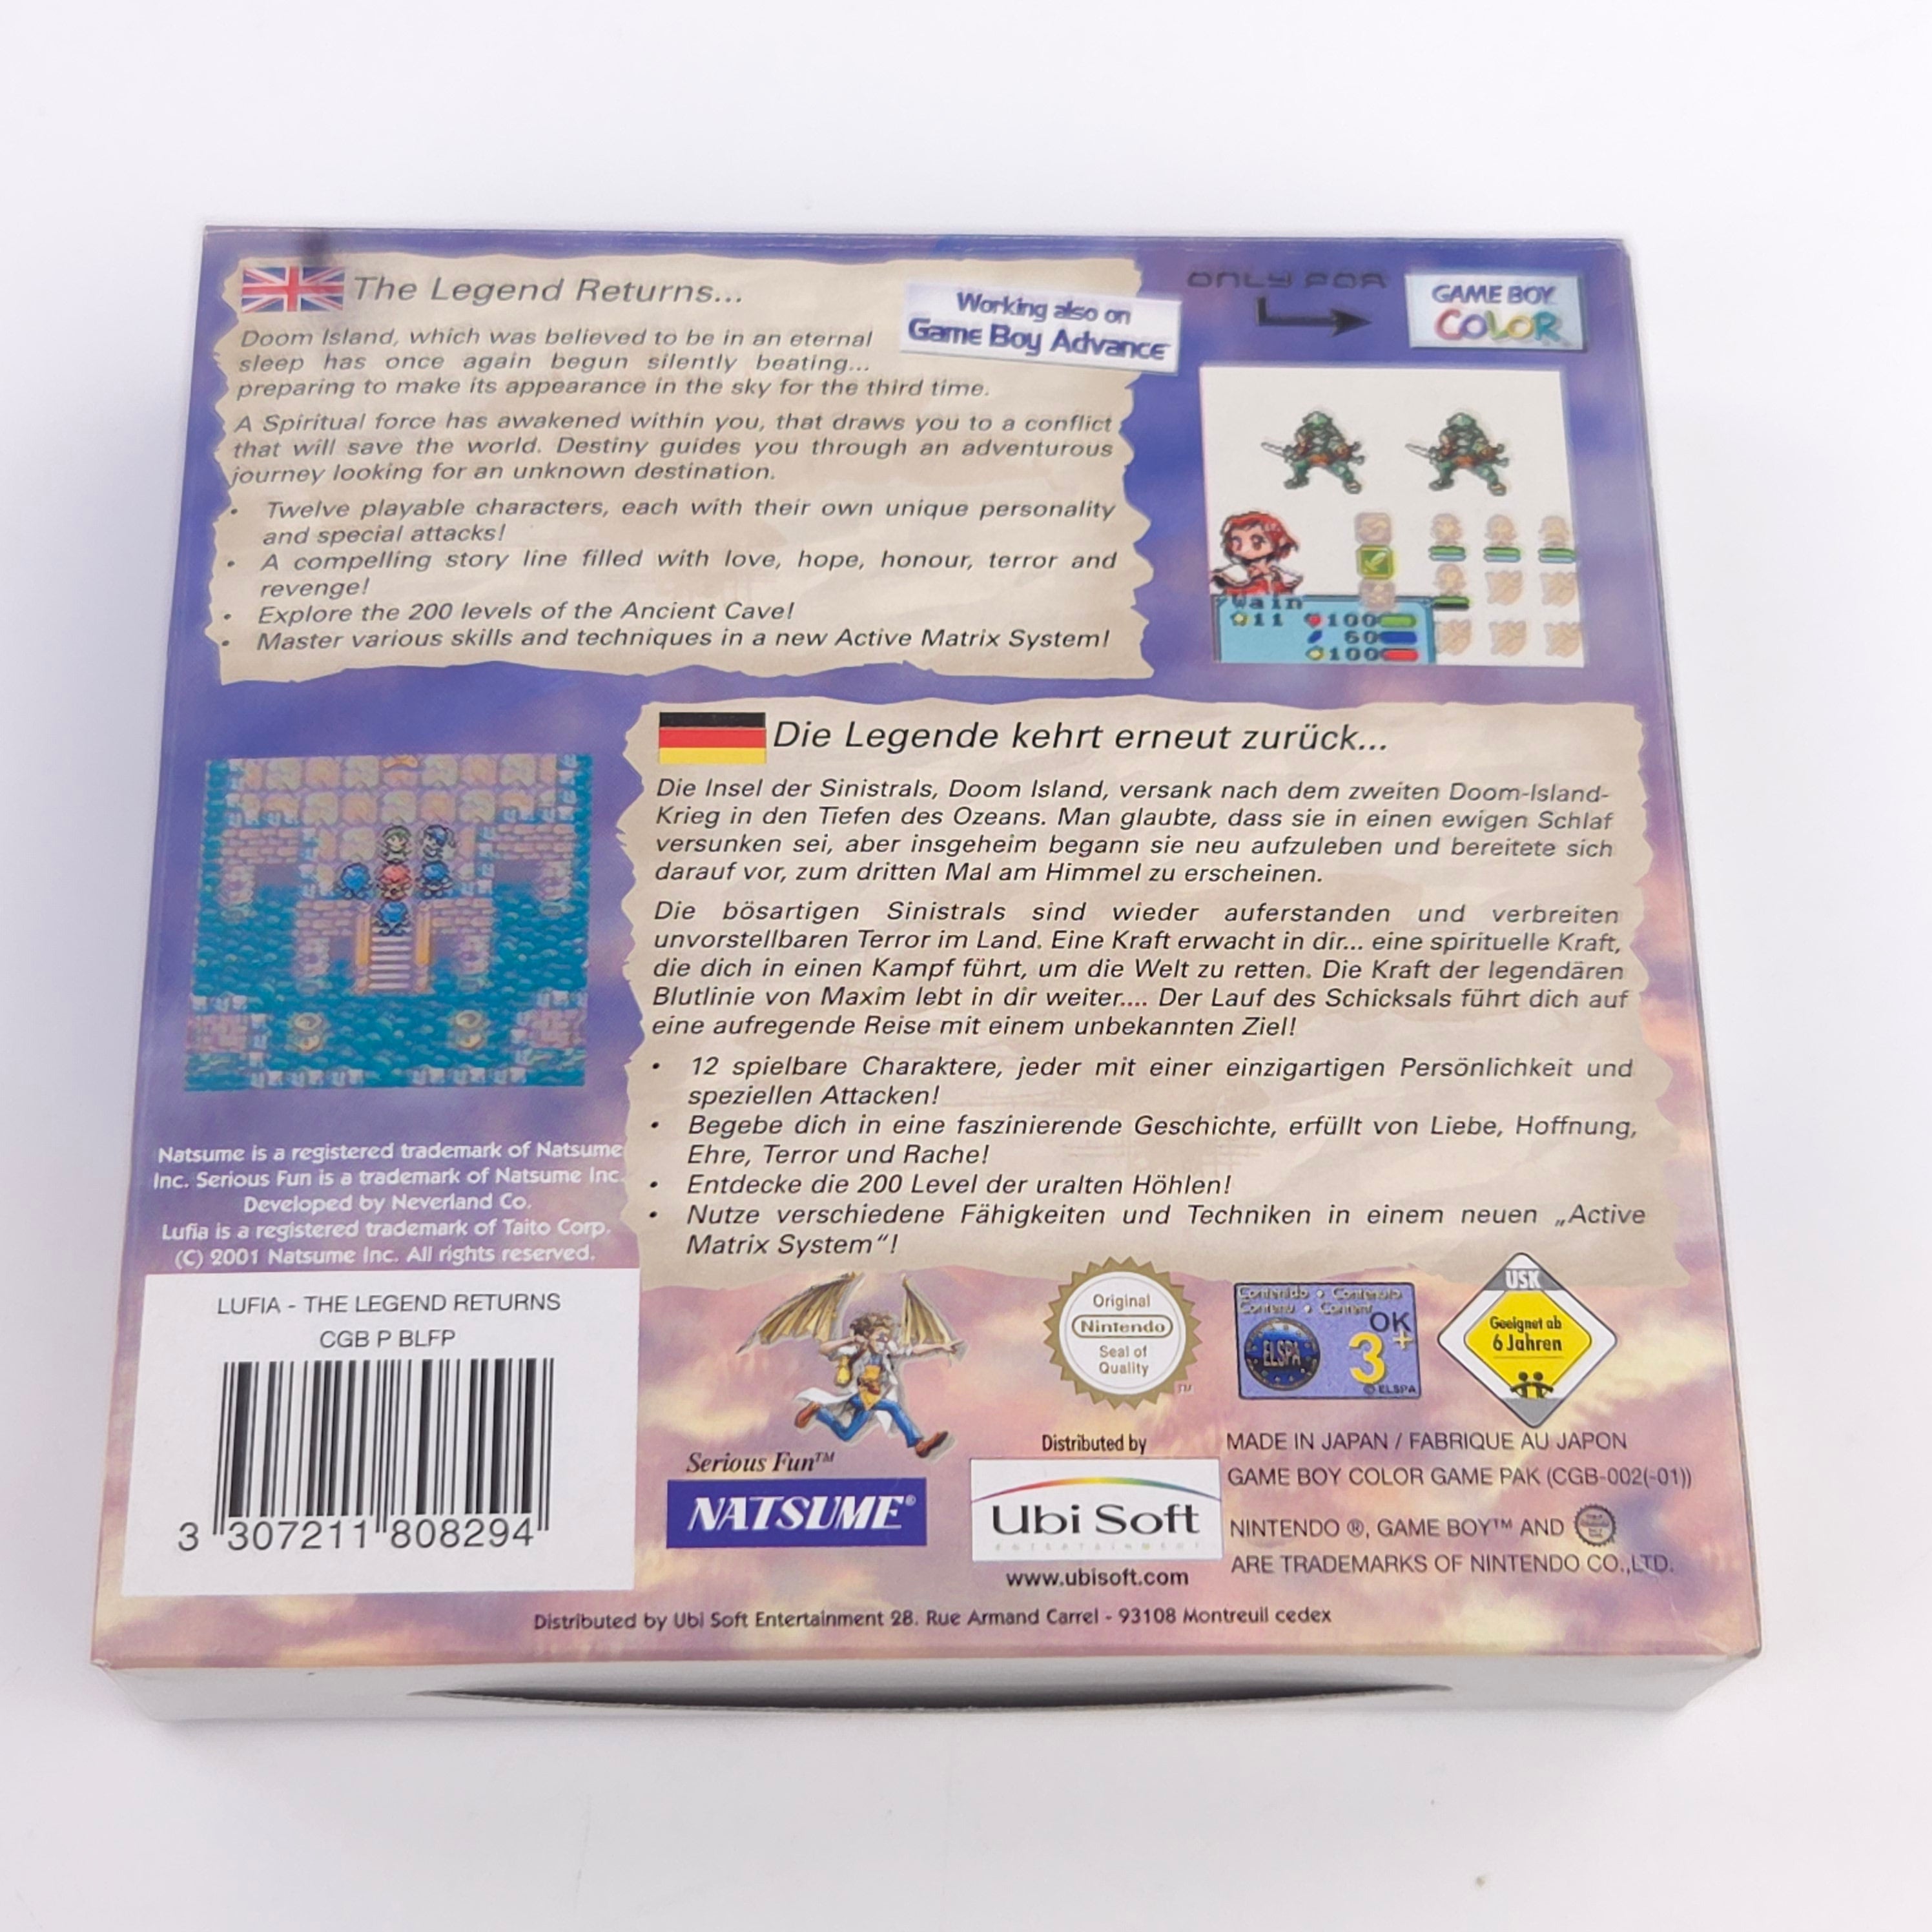 The Legend Returns...
Doom Island, which was believed to be in an eternal
sleep has once again begun silently beating...
preparing to make its appearance in the sky for the third time.
A Spiritual force has awakened within you, that draws you to a conflict
that will save the world. Destiny guides you through an adventurous
journey looking for an unknown destination.
• Twelve playable characters, each with their own unique personality
and special attacks!
• A compelling story line filled with love, hope, honour, terror and
revenge!
• Explore the 200 levels of the Ancient Cave!
• Master various skills and techniques in a new Active Matrix System!
Working also on
Game Boy Advance
ONLY FOR
GAME BOY
COLOR
Wain
11 100
60
100
Die Legende kehrt erneut zurück...
Die Insel der Sinistrals, Doom Island, versank nach dem zweiten Doom-Island-
Krieg in den Tiefen des Ozeans. Man glaubte, dass sie in einen ewigen Schlaf
versunken sei, aber insgeheim begann sie neu aufzuleben und bereitete sich
darauf vor, zum dritten Mal am Himmel zu erscheinen.
Die bösartigen Sinistrals sind wieder auferstanden und verbreiten
unvorstellbaren Terror im Land. Eine Kraft erwacht in dir... eine spirituelle Kraft,
die dich in einen Kampf führt, um die Welt zu retten. Die Kraft der legendären
Blutlinie von Maxim lebt in dir weiter.... Der Lauf des Schicksals führt dich auf
eine aufregende Reise mit einem unbekannten Ziel!
• 12 spielbare Charaktere, jeder mit einer einzigartigen Persönlichkeit und
speziellen Attacken!
• Begebe dich in eine faszinierende Geschichte, erfüllt von Liebe, Hoffnung,
Ehre, Terror und Rache!
• Entdecke die 200 Level der uralten Höhlen!
• Nutze verschiedene Fähigkeiten und Techniken in einem neuen „Active
Matrix System“!
Natsume is a registered trademark of Natsume
Inc. Serious Fun is a trademark of Natsume Inc.
Developed by Neverland Co.
Lufia is a registered trademark of Taito Corp.
(C) 2001 Natsume Inc. All rights reserved.
LUFIA - THE LEGEND RETURNS
CGB P BLFP
3 307211 808294
Serious Fun™
NATSUME®
Original
Nintendo
Seal of
Quality
TM
Contenido • Contenuto
Contenu • Content
OK
ELSPA
3+
© ELSPA
USK
Geeignet ab
6 Jahren
Distributed by
Ubi Soft
ENTERTAINMENT
www.ubisoft.com
MADE IN JAPAN / FABRIQUE AU JAPON
GAME BOY COLOR GAME PAK (CGB-002(-01))
NINTENDO ®, GAME BOY™ AND
ARE TRADEMARKS OF NINTENDO CO.,LTD.
Distributed by Ubi Soft Entertainment 28. Rue Armand Carrel - 93108 Montreuil cedex